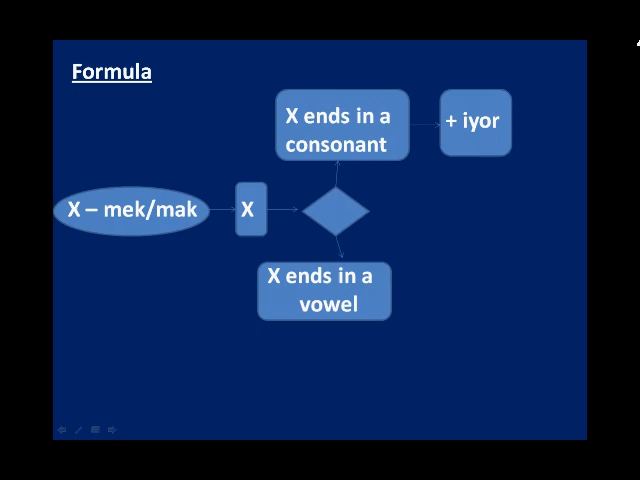 Formula
X ends in a
consonant
+ iyor
X – mek/mak
X
X ends in a
vowel